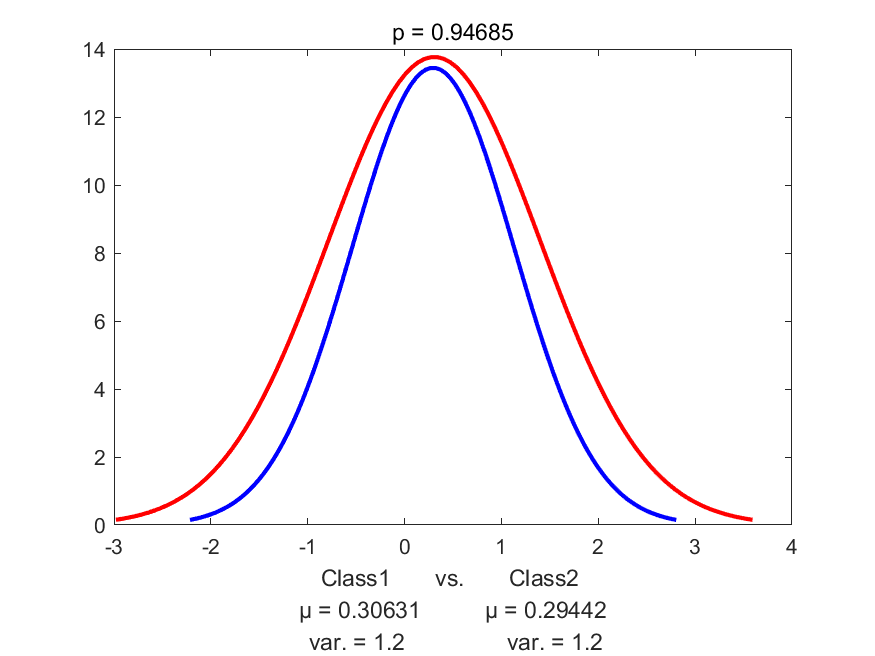 p = 0.94685
14
12
10
8
6
4
2
0
-3 -2 -1 0 1 2 3 4
Class1 vs. Class2
μ = 0.30631 μ = 0.29442
var. = 1.2 var. = 1.2